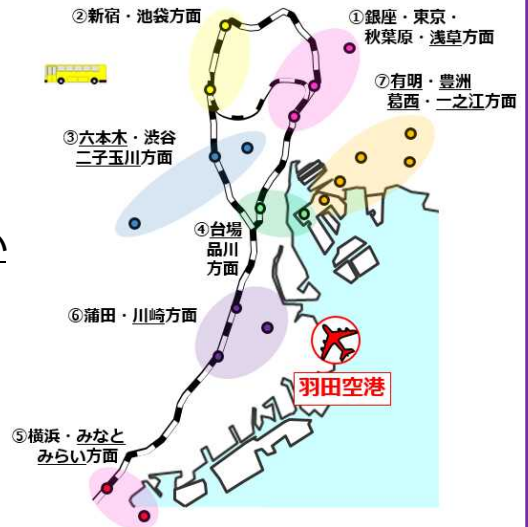 ②新宿・池袋方面
①銀座・東京・
秋葉原・浅草方面
⑦有明・豊洲
葛西・一之江方面
③六本木・渋谷
二子玉川方面
④台場
品川
方面
い
⑥蒲田・川崎方面
羽田空港
⑤横浜・みなと
みらい方面